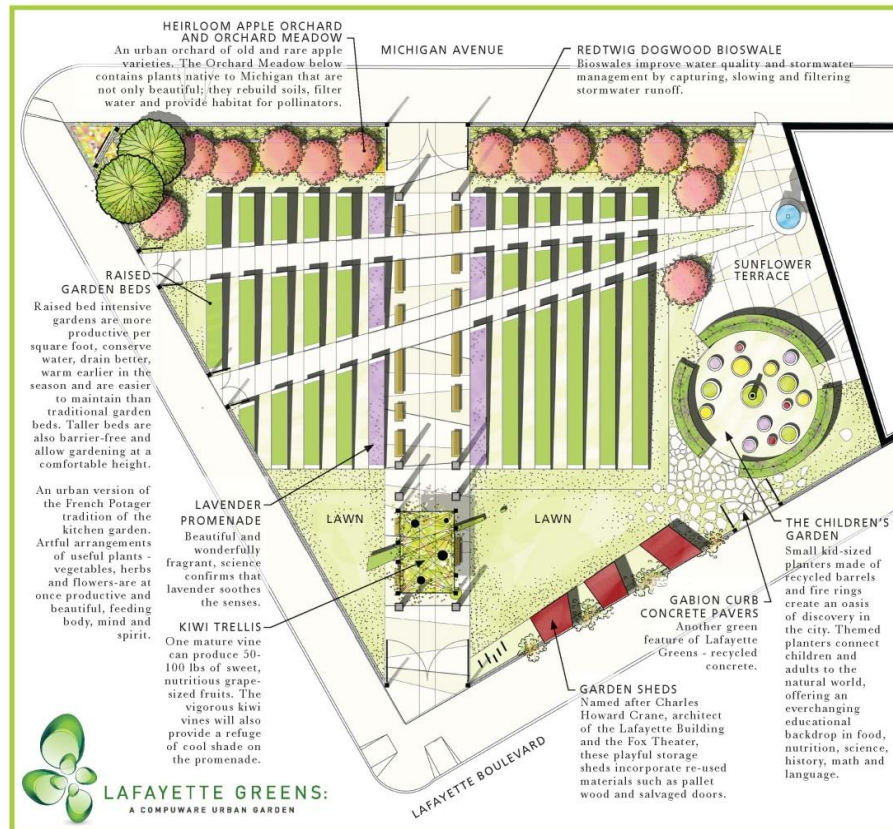 HEIRLOOM APPLE ORCHARD
AND ORCHARD MEADOW
An urban orchard of old and rare apple
varieties. The Orchard Meadow below
contains plants native to Michigan that are
not only beautiful; they rebuild soils, filter
water and provide habitat for pollinators.
MICHIGAN AVENUE
REDTWIG DOGWOOD BIOSWALE
Bioswales improve water quality and stormwater
management by capturing, slowing and filtering
stormwater runoff.
SUNFLOWER
TERRACE
RAISED
GARDEN BEDS
Raised bed intensive
gardens are more
productive per
square foot, conserve
water, drain better,
warm earlier in the
season and are easier
to maintain than
traditional garden
beds. Taller beds are
also barrier-free and
allow gardening at a
comfortable height.
An urban version of
the French Potager
tradition of the
kitchen garden.
Artful arrangements
of useful plants -
vegetables, herbs
and flowers-are at
once productive and
beautiful, feeding
body, mind and
spirit.
LAVENDER
PROMENADE
Beautiful and
wonderfully
fragrant, science
confirms that
lavender soothes
the senses.
LAWN
LAWN
KIWI TRELLIS
One mature vine
can produce 50-
100 lbs of sweet,
nutritious grape-
sized fruits. The
vigorous kiwi
vines will also
provide a refuge
of cool shade on
the promenade.
THE CHILDREN'S
GARDEN
Small kid-sized
planters made of
recycled barrels
and fire rings
create an oasis
of discovery in
the city. Themed
planters connect
children and
adults to the
natural world,
offering an
everchanging
educational
backdrop in food,
nutrition, science,
history, math and
language.
GABION CURB
CONCRETE PAVERS
Another green
feature of Lafayette
Greens - recycled
concrete.
GARDEN SHEDS
Named after Charles
Howard Crane, architect
of the Lafayette Building
and the Fox Theater,
these playful storage
sheds incorporate re-used
materials such as pallet
wood and salvaged doors.
LAFAYETTE BOULEVARD
LAFAYETTE GREENS:
A COMPUWARE URBAN GARDEN